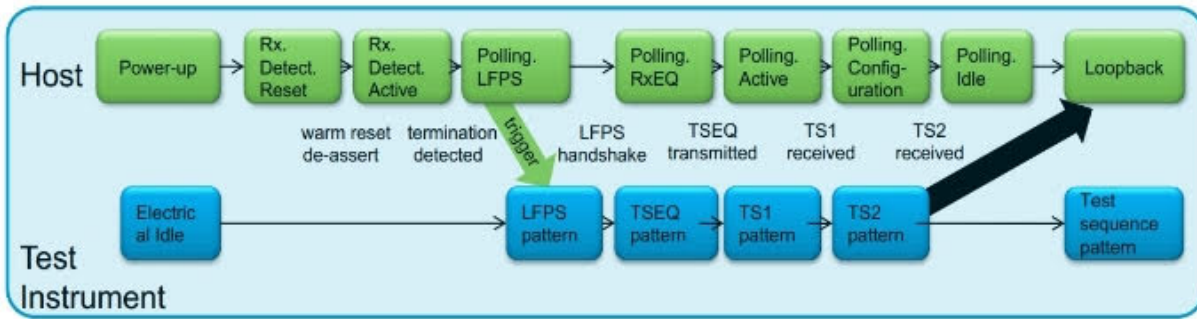 Host
Power-up
Rx.
Detect.
Reset
Rx.
Detect.
Active
Polling.
LFPS
Polling.
RxEQ
Polling.
Active
Polling.
Config-
uration
Polling.
Idle
Loopback
warm reset
de-assert
termination
detected
trigger
LFPS
handshake
TSEQ
transmitted
TS1
received
TS2
received
Test
Instrument
Electric
al Idle
LFPS
pattern
TSEQ
pattern
TS1
pattern
TS2
pattern
Test
sequence
pattern